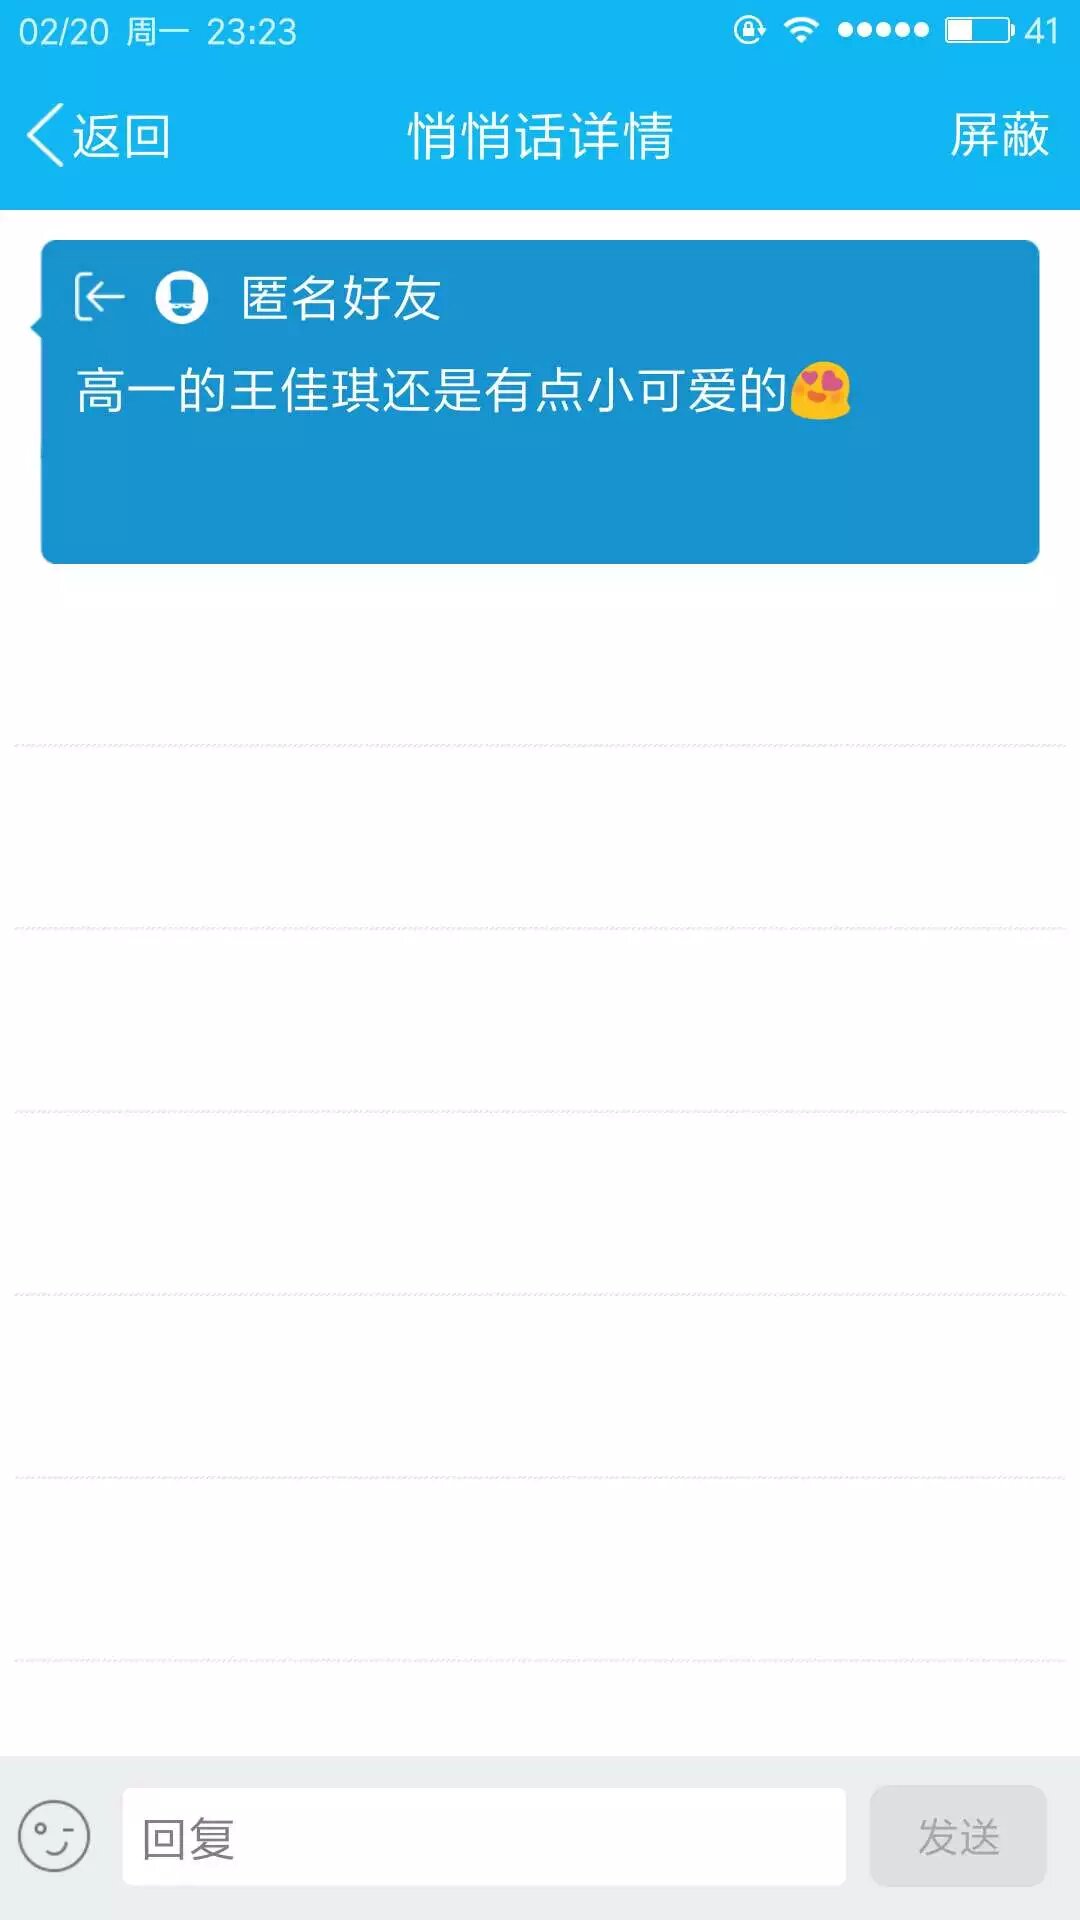 02/20 周一 23:23 41
返回 悄悄话详情 屏蔽
匿名好友
高一的王佳琪还是有点小可爱的😍
回复 发送